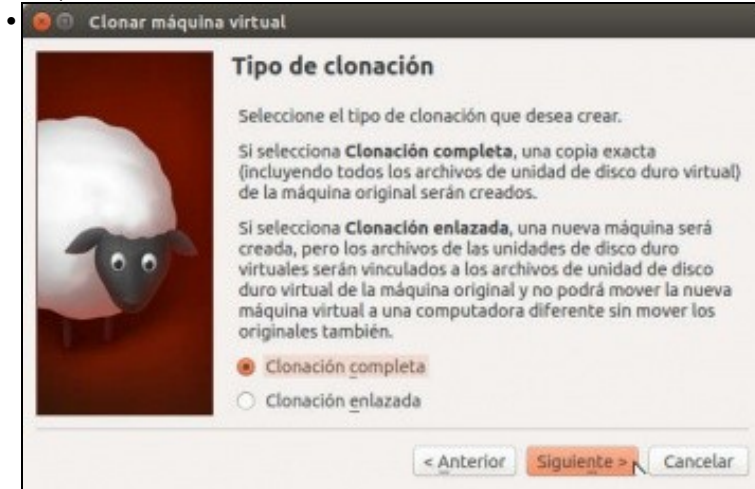 Clonar máquina virtual
Tipo de clonación
Seleccione el tipo de clonación que desea crear.
Si selecciona Clonación completa, una copia exacta
(incluyendo todos los archivos de unidad de disco duro virtual)
de la máquina original serán creados.
Si selecciona Clonación enlazada, una nueva máquina será
creada, pero los archivos de las unidades de disco duro
virtuales serán vinculados a los archivos de unidad de disco
duro virtual de la máquina original y no podrá mover la nueva
máquina virtual a una computadora diferente sin mover los
originales también.
Clonación completa
Clonación enlazada
< Anterior Siguiente > Cancelar